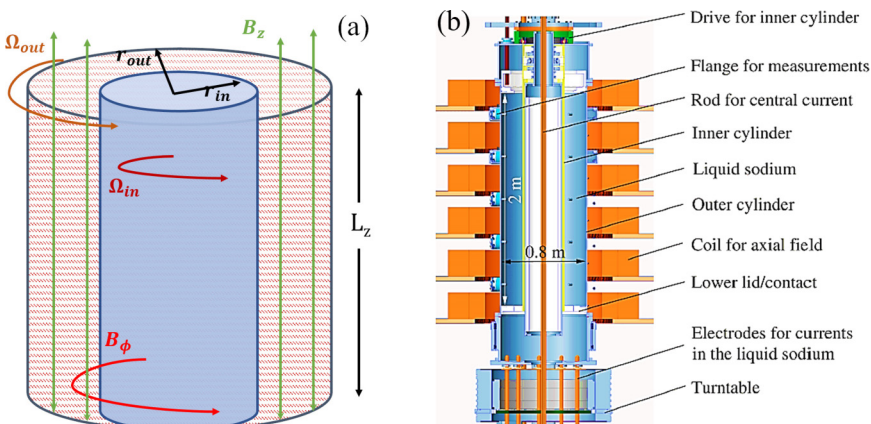 (a)
Ω_out
B_z
r_out
r_in
Ω_in
L_z
B_ϕ
(b)
Drive for inner cylinder
Flange for measurements
Rod for central current
Inner cylinder
Liquid sodium
Outer cylinder
Coil for axial field
Lower lid/contact
Electrodes for currents
in the liquid sodium
Turntable
2 m
0.8 m